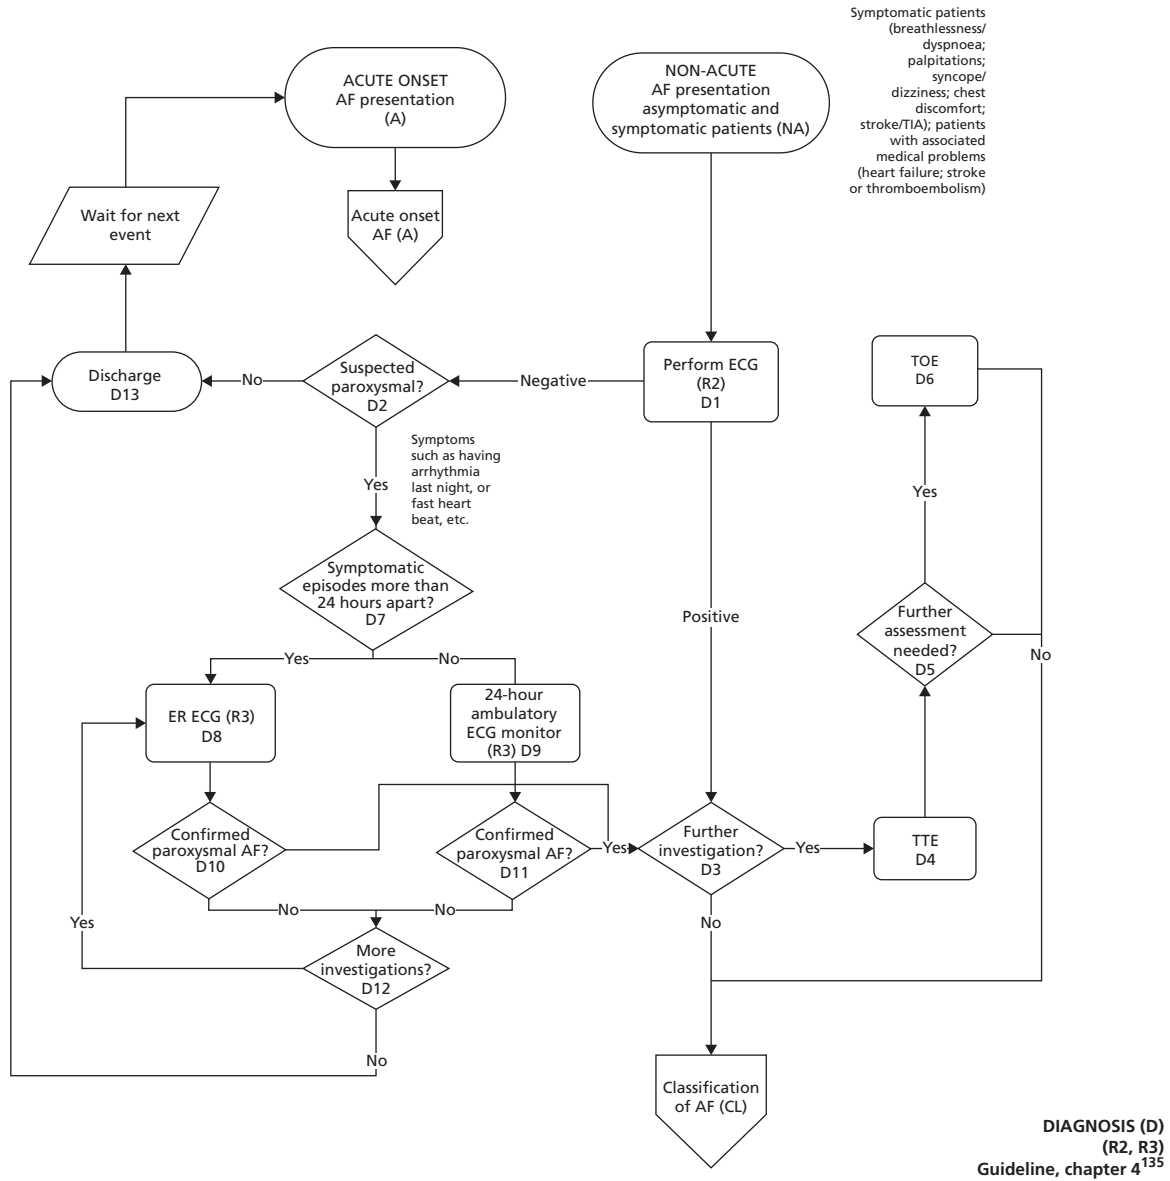 Symptomatic patients
(breathlessness/
dyspnoea;
palpitations;
syncope/
dizziness; chest
discomfort;
stroke/TIA); patients
with associated
medical problems
(heart failure; stroke
or thromboembolism)
ACUTE ONSET
AF presentation
(A)
NON-ACUTE
AF presentation
asymptomatic and
symptomatic patients (NA)
Wait for next
event
Acute onset
AF (A)
Discharge
D13
No
Suspected
paroxysmal?
D2
Negative
Perform ECG
(R2)
D1
TOE
D6
Symptoms
such as having
arrhythmia
last night, or
fast heart
beat, etc.
Yes
Yes
Symptomatic
episodes more than
24 hours apart?
D7
Positive
Further
assessment
needed?
D5
No
Yes
No
ER ECG (R3)
D8
24-hour
ambulatory
ECG monitor
(R3) D9
Confirmed
paroxysmal AF?
D10
Confirmed
paroxysmal AF?
D11
Yes
Further
investigation?
D3
Yes
TTE
D4
No
No
Yes
No
More
investigations?
D12
No
Classification
of AF (CL)
DIAGNOSIS (D)
(R2, R3)
Guideline, chapter 4135